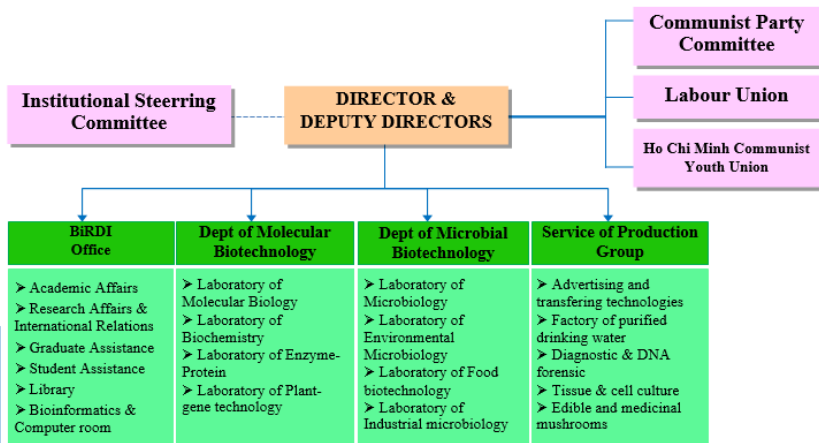 Communist Party
Committee
Institutional Steerring
Committee
DIRECTOR &
DEPUTY DIRECTORS
Labour Union
Ho Chi Minh Communist
Youth Union
BiRDI
Office
➢ Academic Affairs
➢ Research Affairs &
International Relations
➢ Graduate Assistance
➢ Student Assistance
➢ Library
➢ Bioinformatics &
Computer room
Dept of Molecular
Biotechnology
➢ Laboratory of
Molecular Biology
➢ Laboratory of
Biochemistry
➢ Laboratory of Enzyme-
Protein
➢ Laboratory of Plant-
gene technology
Dept of Microbial
Biotechnology
➢ Laboratory of
Microbiology
➢ Laboratory of
Environmental
Microbiology
➢ Laboratory of Food
biotechnology
➢ Laboratory of
Industrial microbiology
Service of Production
Group
➢ Advertising and
transfering technologies
➢ Factory of purified
drinking water
➢ Diagnostic & DNA
forensic
➢ Tissue & cell culture
➢ Edible and medicinal
mushrooms